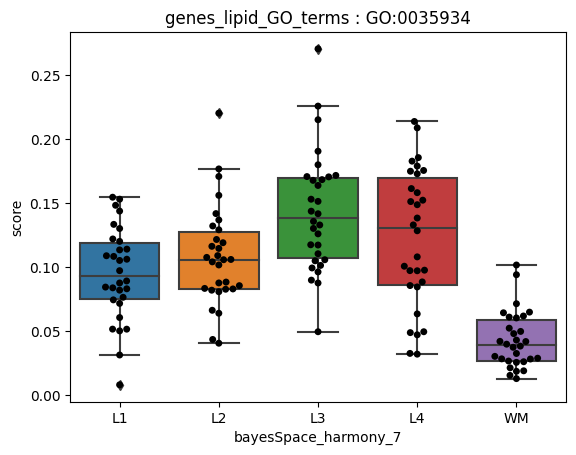 genes_lipid_GO_terms : GO:0035934
0.25
0.20
0.15
0.10
0.05
0.00
score
L1 L2 L3 L4 WM
bayesSpace_harmony_7